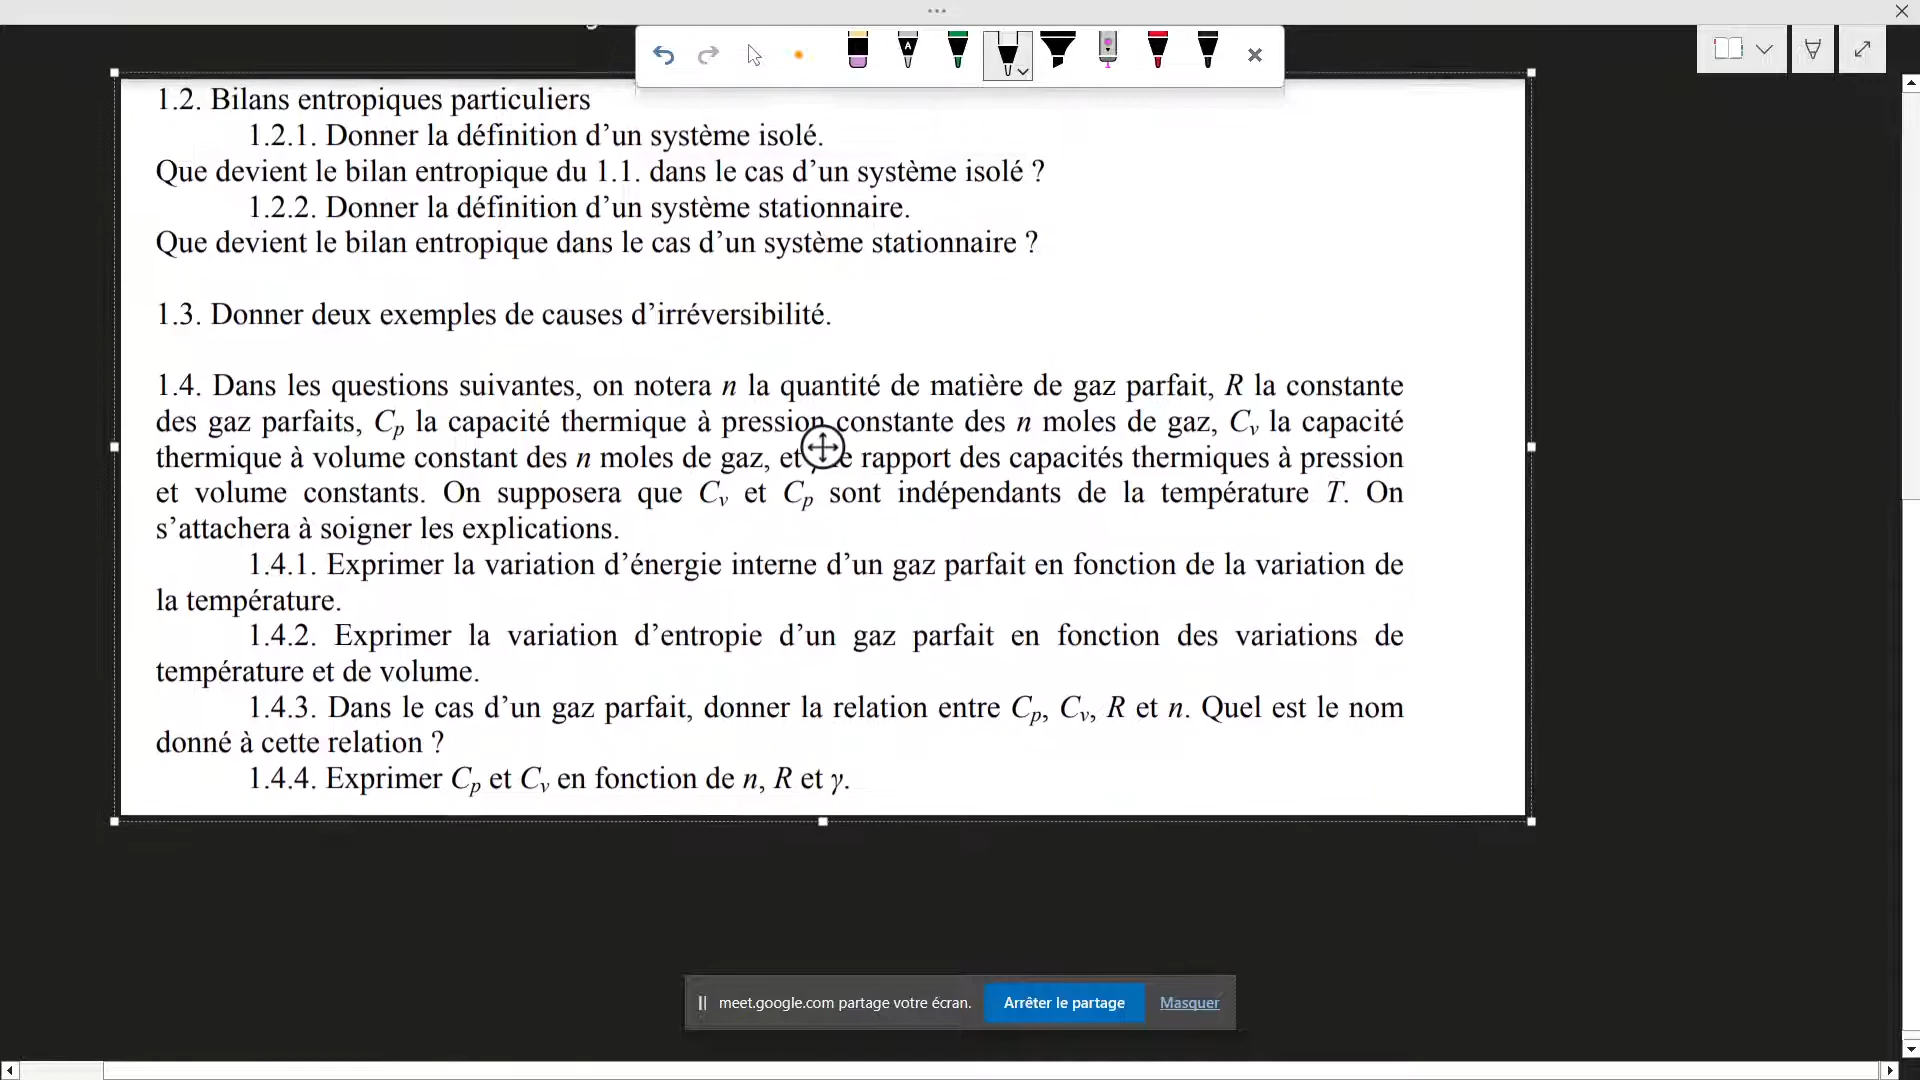 1.2. Bilans entropiques particuliers
1.2.1. Donner la définition d’un système isolé.
Que devient le bilan entropique du 1.1. dans le cas d’un système isolé ?
1.2.2. Donner la définition d’un système stationnaire.
Que devient le bilan entropique dans le cas d’un système stationnaire ?
1.3. Donner deux exemples de causes d’irréversibilité.
1.4. Dans les questions suivantes, on notera n la quantité de matière de gaz parfait, R la constante
des gaz parfaits, Cp la capacité thermique à pression constante des n moles de gaz, Cv la capacité
thermique à volume constant des n moles de gaz, et rapport des capacités thermiques à pression
et volume constants. On supposera que Cv et Cp sont indépendants de la température T. On
s’attachera à soigner les explications.
1.4.1. Exprimer la variation d’énergie interne d’un gaz parfait en fonction de la variation de
la température.
1.4.2. Exprimer la variation d’entropie d’un gaz parfait en fonction des variations de
température et de volume.
1.4.3. Dans le cas d’un gaz parfait, donner la relation entre Cp, Cv, R et n. Quel est le nom
donné à cette relation ?
1.4.4. Exprimer Cp et Cv en fonction de n, R et γ.
meet.google.com partage votre écran. Arrêter le partage Masquer